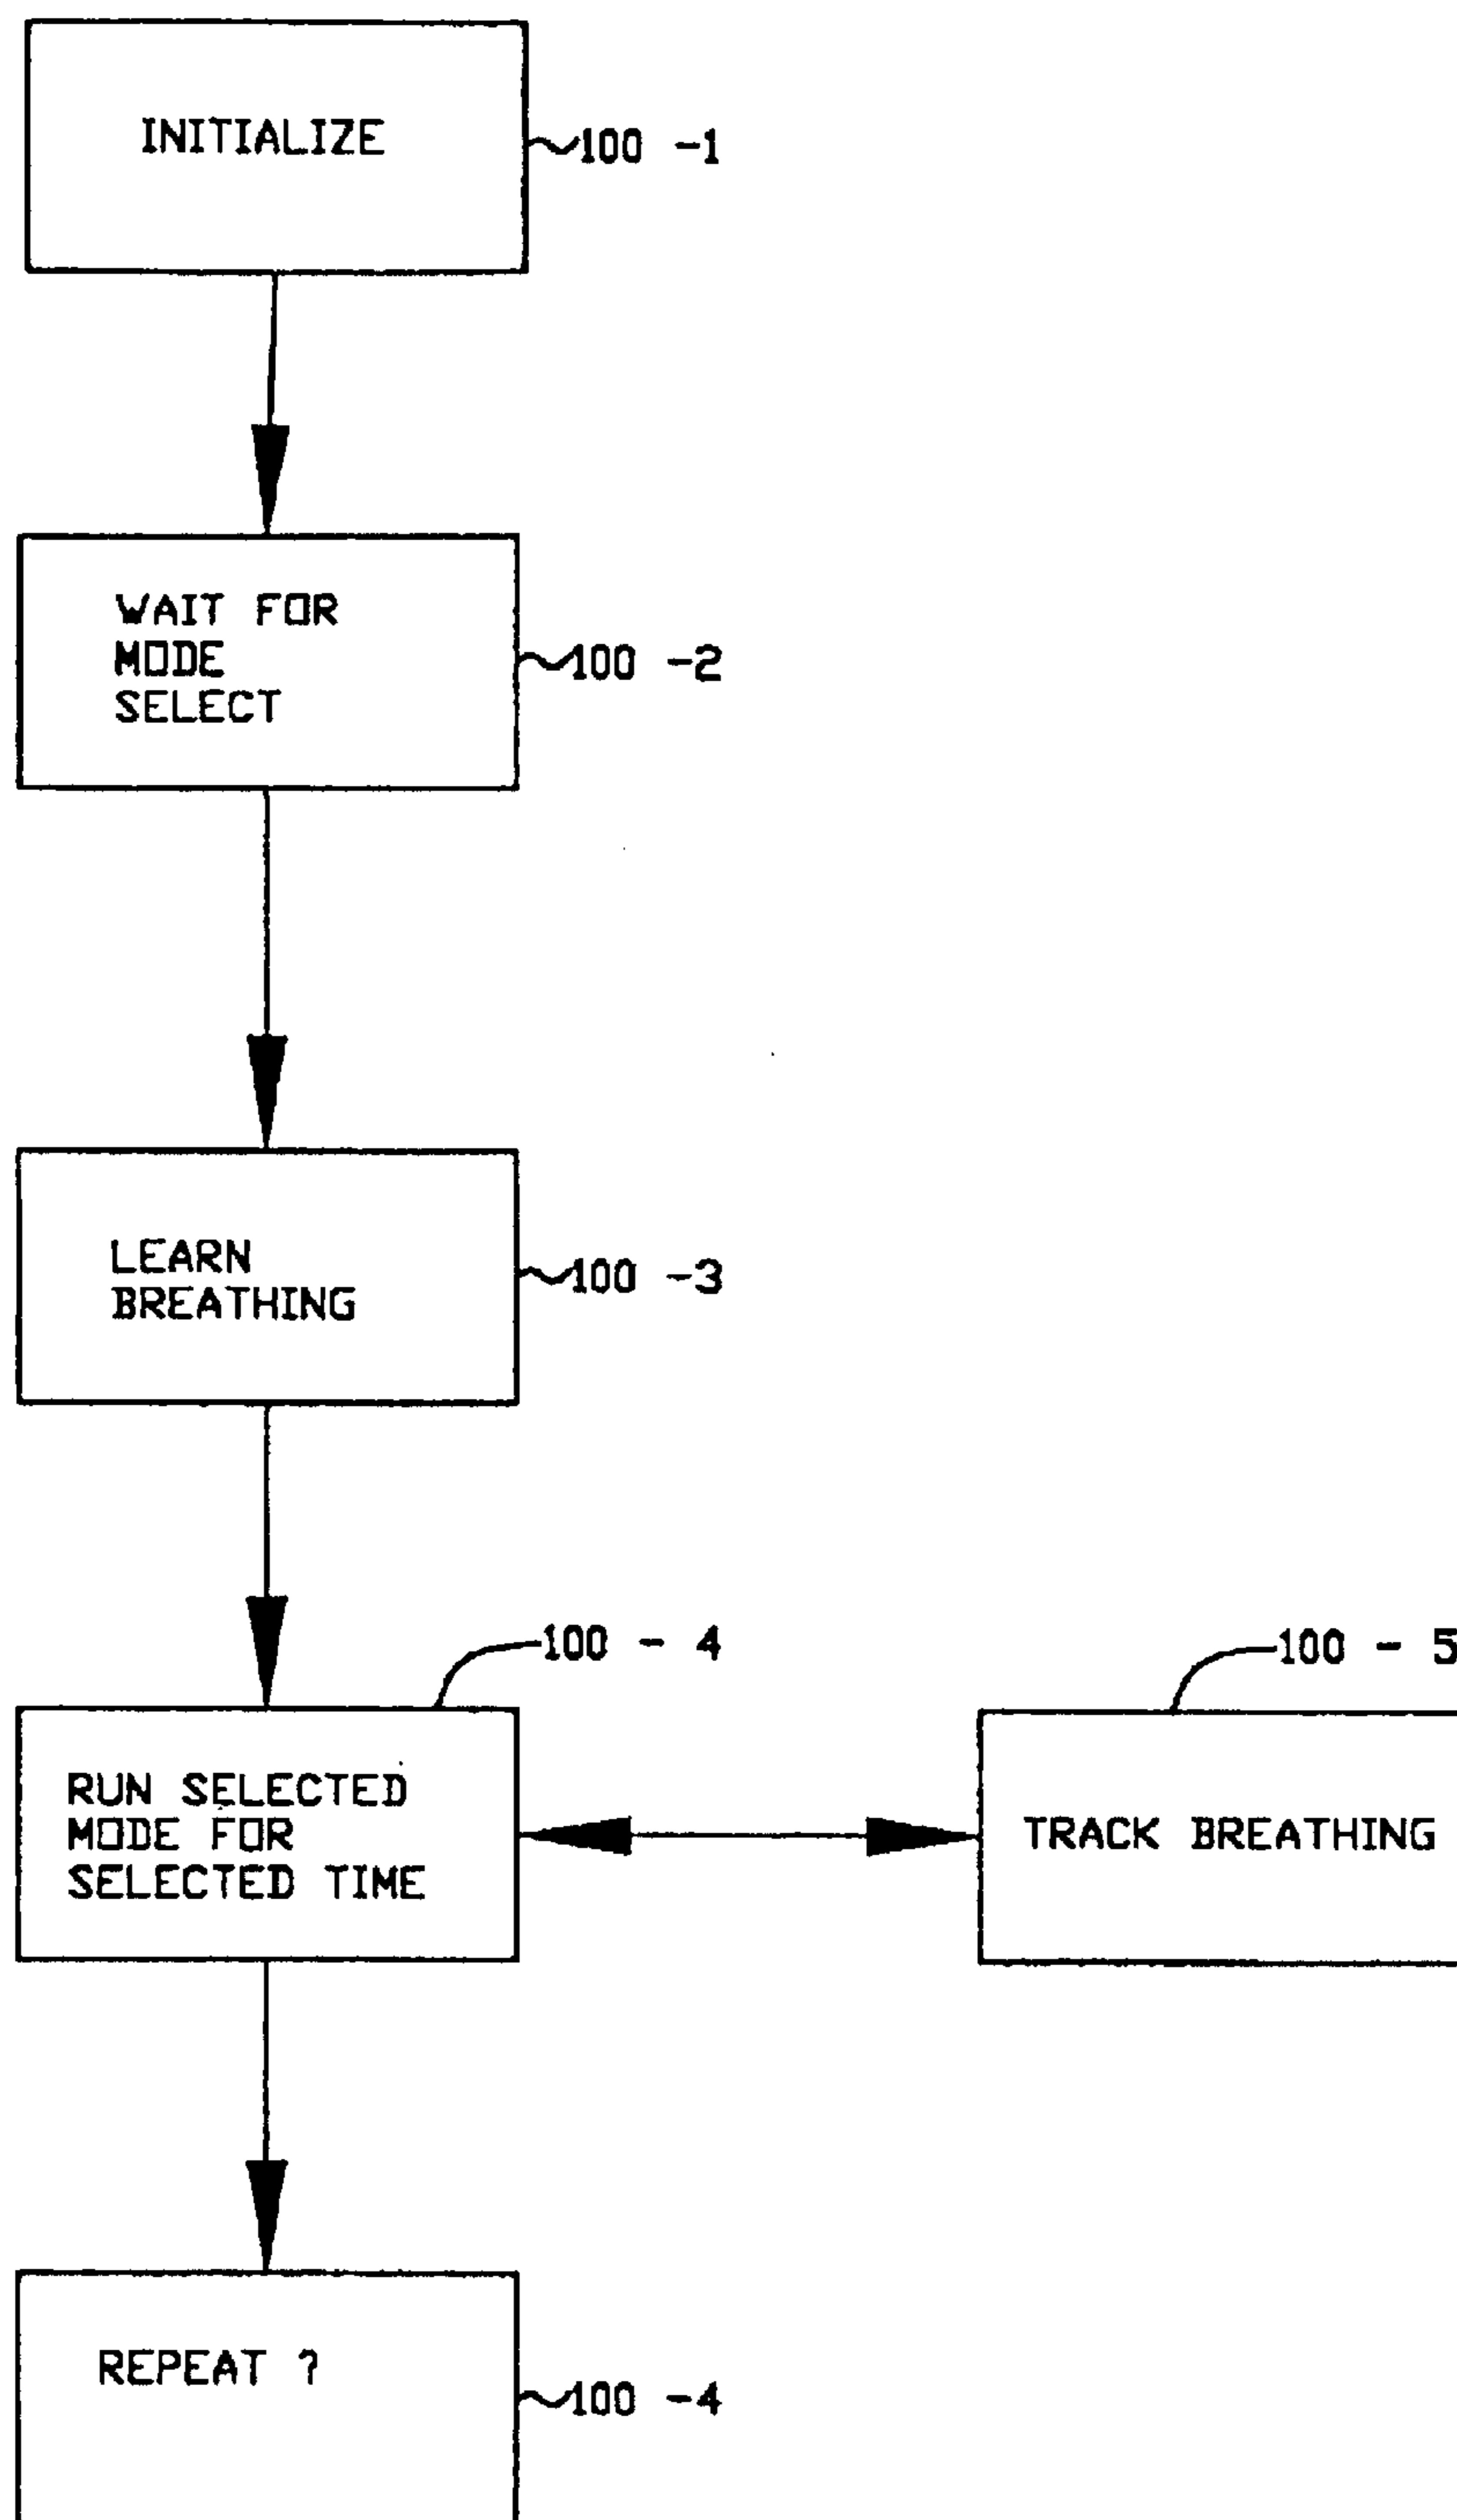 INITIALIZE
100 -1
WAIT FOR
MODE
SELECT
100 -2
LEARN
BREATHING
100 -3
100 - 4
100 - 5
RUN SELECTED
MODE FOR
SELECTED TIME
TRACK BREATHING
REPEAT ?
100 -4